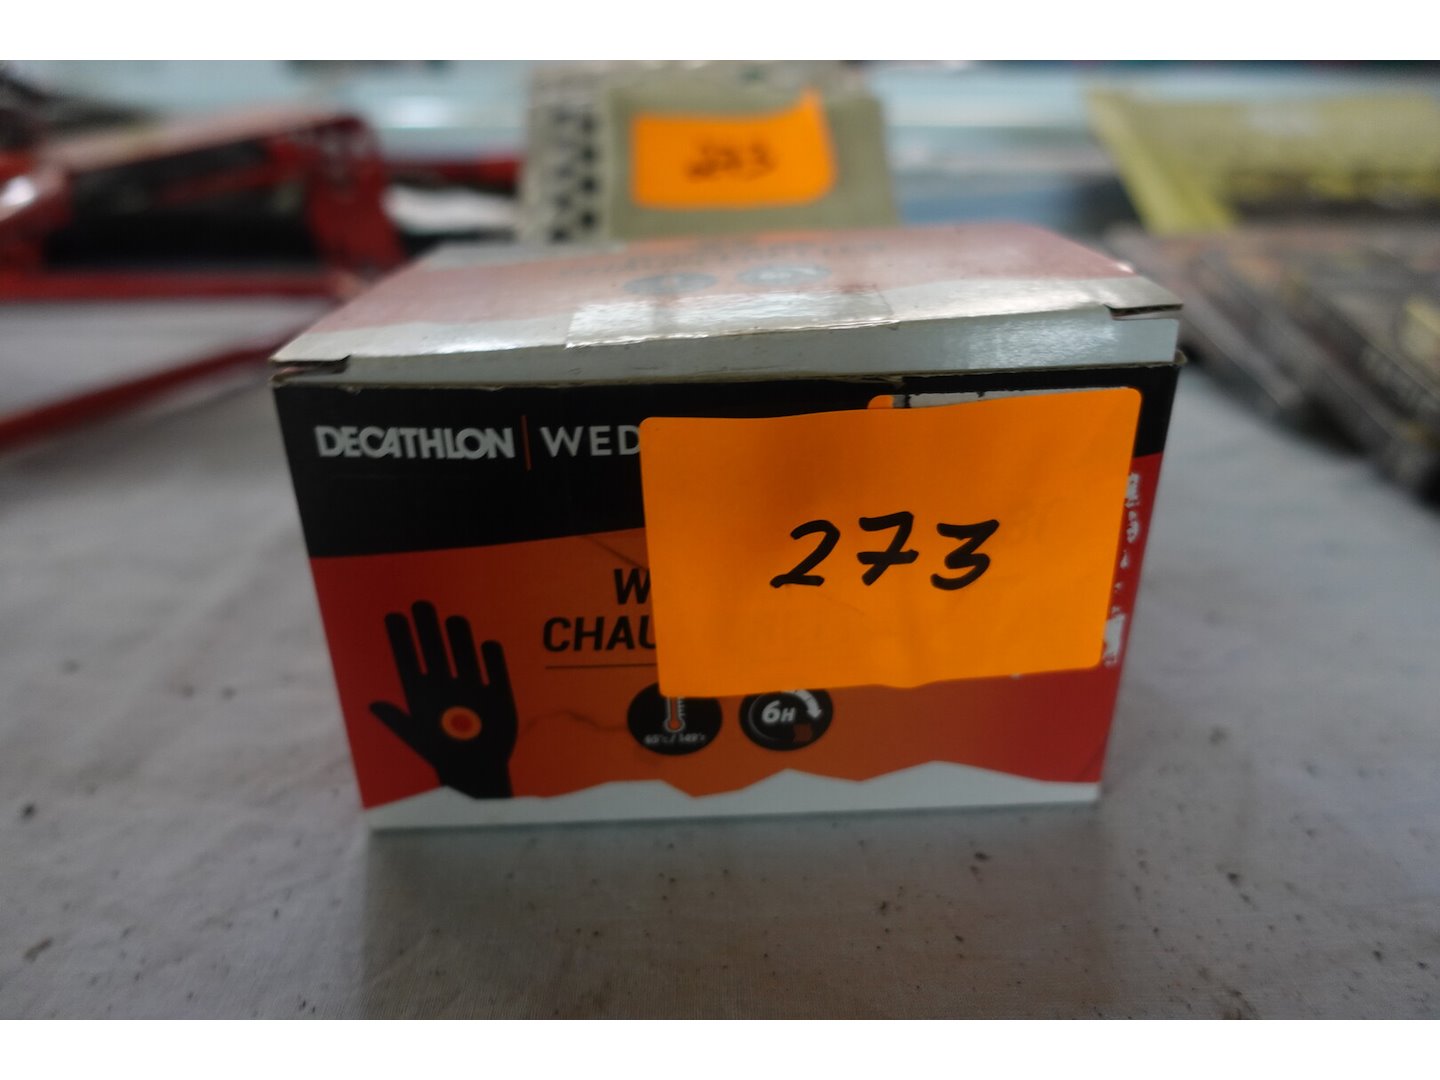 273
DECATHLON | WED
273
W
CHAU
6H